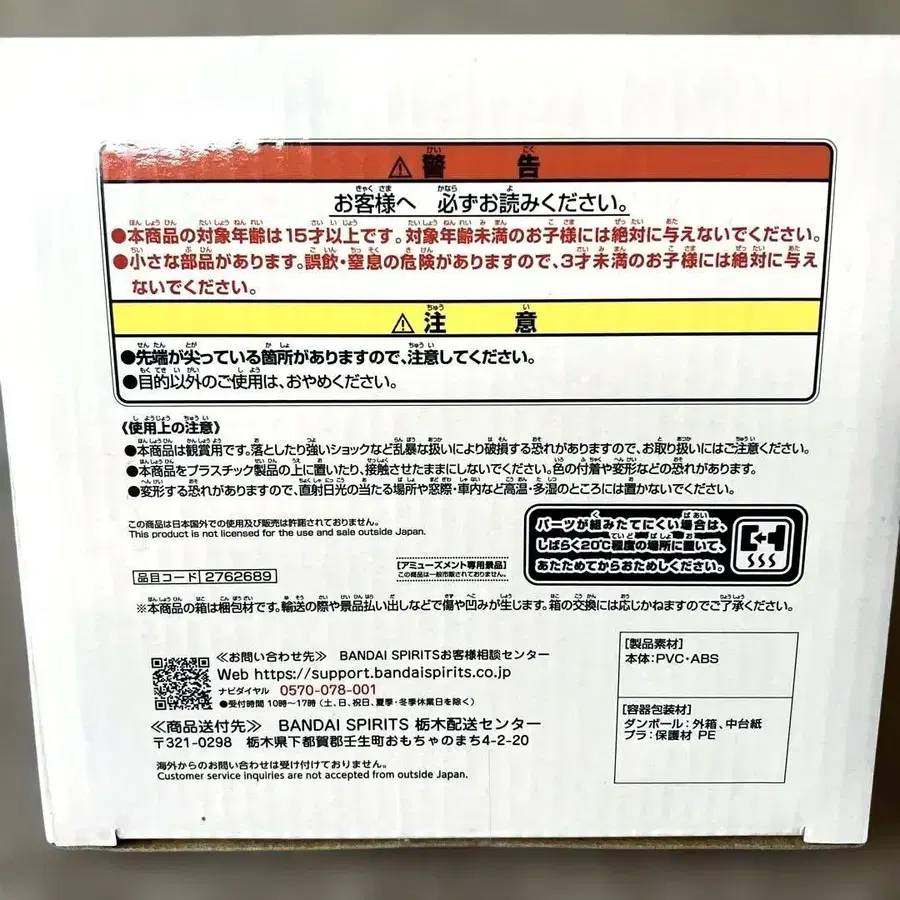 ⚠警告
お客様へ 必ずお読みください。
●本商品の対象年齢は15才以上です。対象年齢未満のお子様には絶対に与えないでください。
●小さな部品があります。誤飲・窒息の危険がありますので、3才未満のお子様には絶対に与え
ないでください。
⚠注意
●先端が尖っている箇所がありますので、注意してください。
●目的以外のご使用は、おやめください。
《使用上の注意》
●本商品は観賞用です。落としたり強いショックなど乱暴な扱いにより破損する恐れがありますので、お取り扱いにはご注意ください。
●本商品をプラスチック製品の上に置いたり、接触させたままにしないでください。色の付着や変形などの恐れがあります。
●変形する恐れがありますので、直射日光の当たる場所や窓際・車内など高温・多湿のところには置かないでください。
この商品は日本国外での使用及び販売は許諾されておりません。
This product is not licensed for the use and sale outside Japan.
パーツが組みたてにくい場合は、
しばらく20℃程度の場所に置いて、
あたためてからおためしください。
品目コード 2762689
[アミューズメント専用景品]
この商品は一般市販されておりません。
※本商品の箱は梱包材です。輸送の際や景品払い出しなどで傷や凹みが生じます。箱の交換には応じかねますのでご了承ください。
≪お問い合わせ先≫ BANDAI SPIRITSお客様相談センター
Web https://support.bandaispirits.co.jp
ナビダイヤル 0570-078-001
●受付時間 10時〜17時（土、日、祝日、夏季・冬季休業日を除く）
≪商品送付先≫ BANDAI SPIRITS 栃木配送センター
〒321-0298 栃木県下都賀郡壬生町おもちゃのまち4-2-20
海外からのお問い合わせは受け付けておりません。
Customer service inquiries are not accepted from outside Japan.
[製品素材]
本体:PVC・ABS
[容器包装材]
ダンボール:外箱、中台紙
プラ:保護材 PE